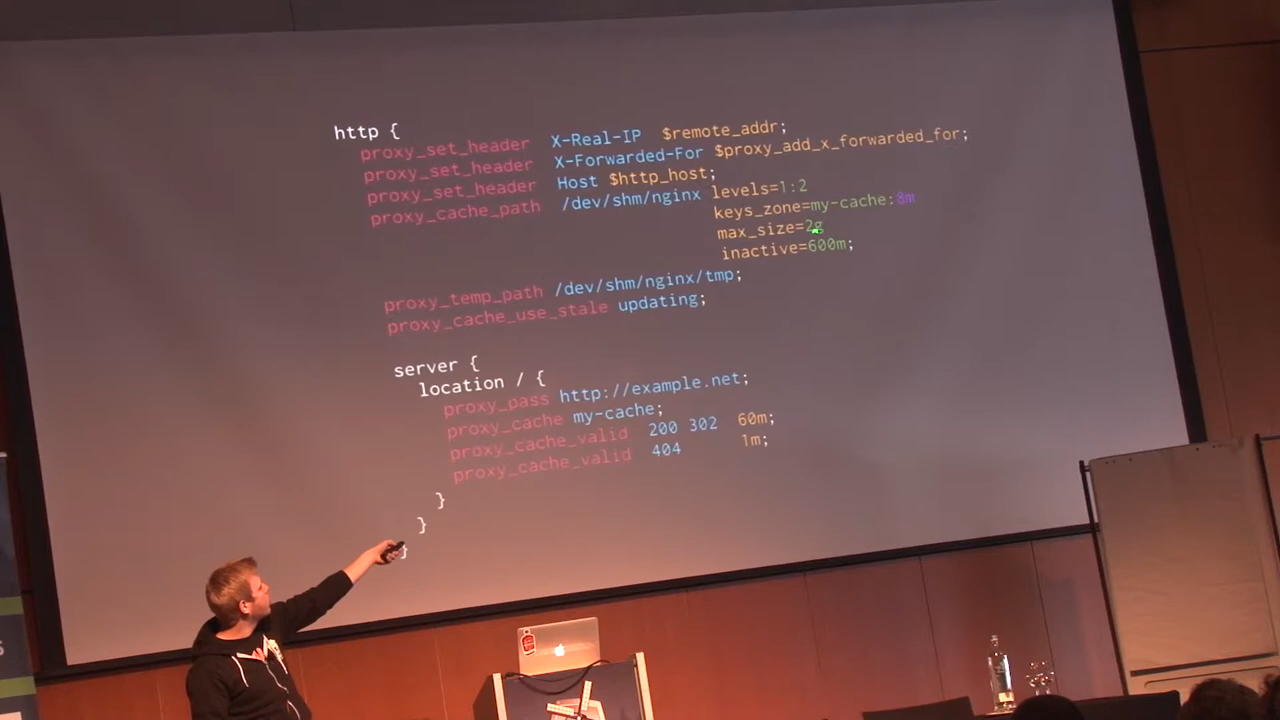 http {
proxy_set_header X-Real-IP $remote_addr;
proxy_set_header X-Forwarded-For $proxy_add_x_forwarded_for;
proxy_set_header Host $http_host;
proxy_cache_path /dev/shm/nginx levels=1:2
keys_zone=my-cache:8m
max_size=2g
inactive=600m;
proxy_temp_path /dev/shm/nginx/tmp;
proxy_cache_use_stale updating;
server {
location / {
proxy_pass http://example.net;
proxy_cache my-cache;
proxy_cache_valid 200 302 60m;
proxy_cache_valid 404 1m;
}
}
}